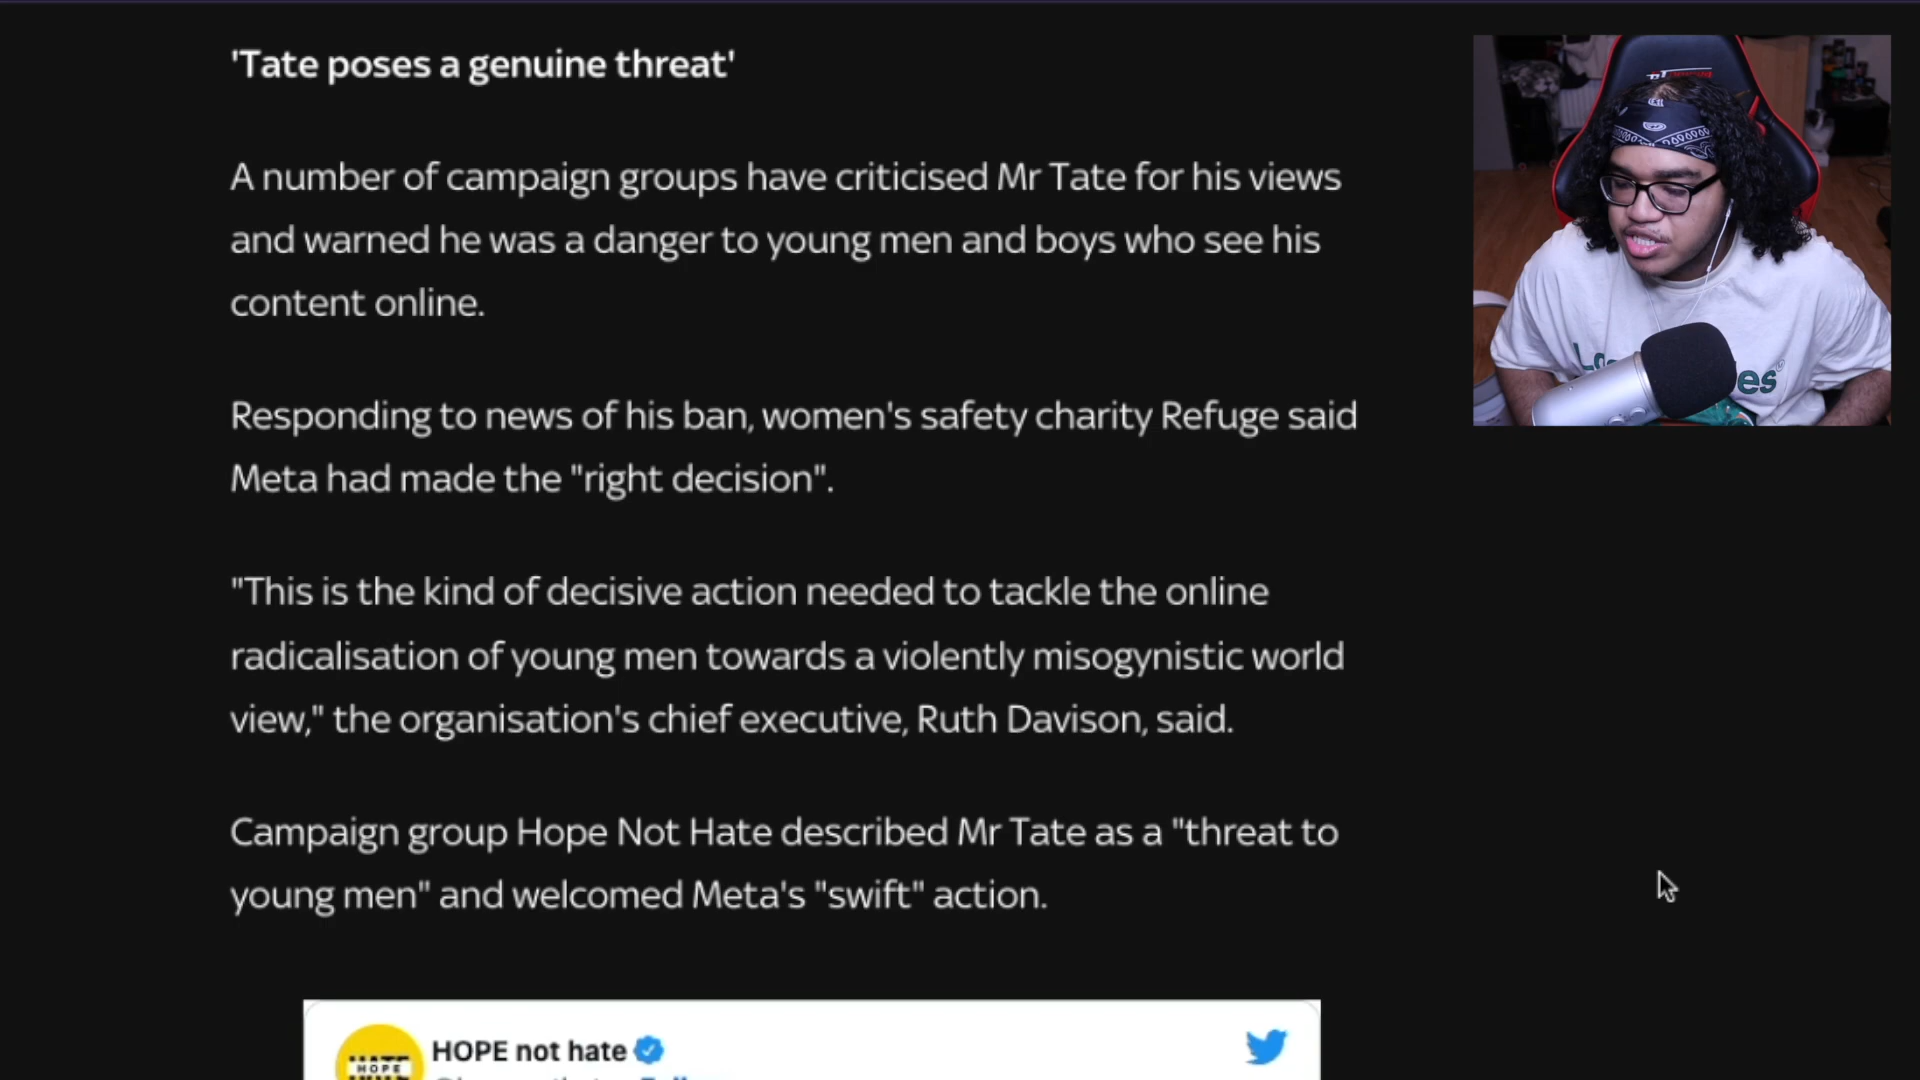 'Tate poses a genuine threat'
A number of campaign groups have criticised Mr Tate for his views
and warned he was a danger to young men and boys who see his
content online.
Responding to news of his ban, women's safety charity Refuge said
Meta had made the "right decision".
"This is the kind of decisive action needed to tackle the online
radicalisation of young men towards a violently misogynistic world
view," the organisation's chief executive, Ruth Davison, said.
Campaign group Hope Not Hate described Mr Tate as a "threat to
young men" and welcomed Meta's "swift" action.
HOPE not hate
HOPE